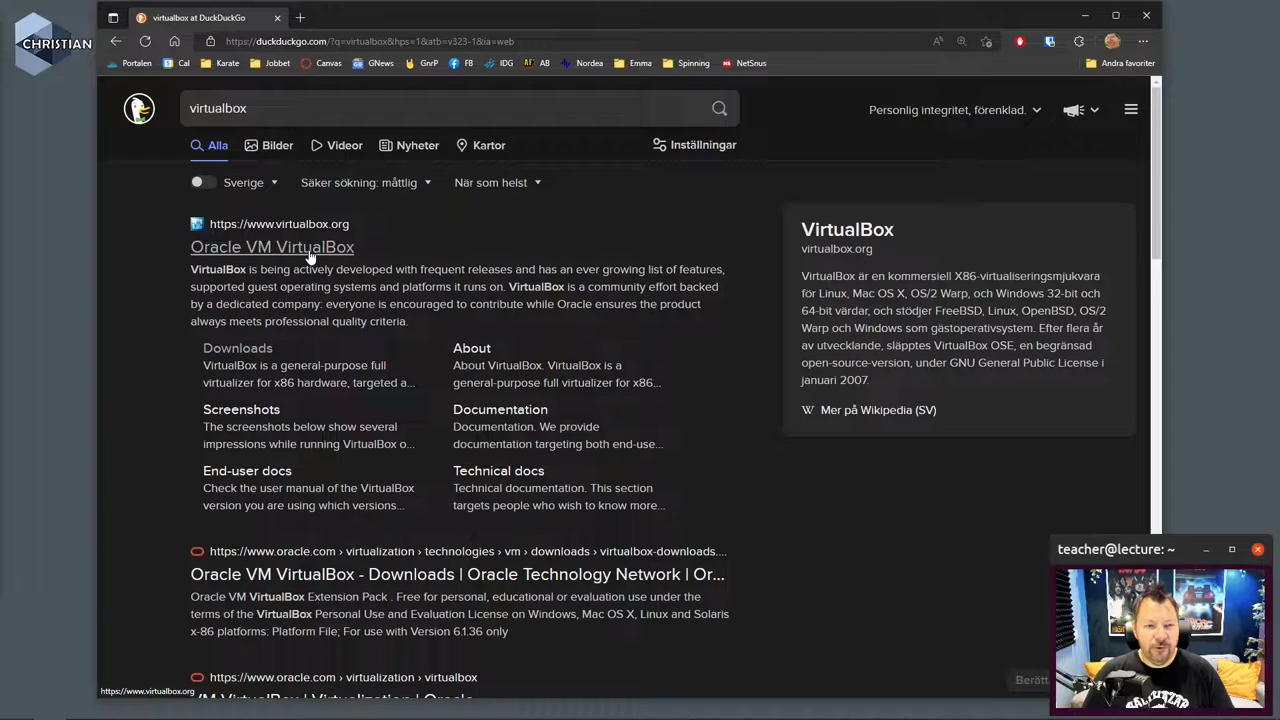 CHRISTIAN
virtualbox at DuckDuckGo
https://duckduckgo.com/?q=virtualbox&hps=1&atb=v323-1&ia=web
Portalen Cal Karate Jobbet Canvas GNews GnrP FB IDG AF AB Nordea Emma Spinning NetSnus Andra favoriter
virtualbox
Personlig integritet, förenklad.
Alla Bilder Videor Nyheter Kartor Inställningar
Sverige Säker sökning: måttlig När som helst
https://www.virtualbox.org
Oracle VM VirtualBox
VirtualBox is being actively developed with frequent releases and has an ever growing list of features,
supported guest operating systems and platforms it runs on. VirtualBox is a community effort backed
by a dedicated company: everyone is encouraged to contribute while Oracle ensures the product
always meets professional quality criteria.
Downloads
VirtualBox is a general-purpose full
virtualizer for x86 hardware, targeted a...
About
About VirtualBox. VirtualBox is a
general-purpose full virtualizer for x86...
Screenshots
The screenshots below show several
impressions while running VirtualBox o...
Documentation
Documentation. We provide
documentation targeting both end-use...
End-user docs
Check the user manual of the VirtualBox
version you are using which versions...
Technical docs
Technical documentation. This section
targets people who wish to know more...
https://www.oracle.com › virtualization › technologies › vm › downloads › virtualbox-downloads....
Oracle VM VirtualBox - Downloads | Oracle Technology Network | Or...
Oracle VM VirtualBox Extension Pack . Free for personal, educational or evaluation use under the
terms of the VirtualBox Personal Use and Evaluation License on Windows, Mac OS X, Linux and Solaris
x-86 platforms: Platform File; For use with Version 6.1.36 only
https://www.oracle.com › virtualization › virtualbox
VM VirtualBox | Virtualization | Oracle
https://www.virtualbox.org
VirtualBox
virtualbox.org
VirtualBox är en kommersiell X86-virtualiseringsmjukvara
för Linux, Mac OS X, OS/2 Warp, och Windows 32-bit och
64-bit värdar, och stödjer FreeBSD, Linux, OpenBSD, OS/2
Warp och Windows som gästoperativsystem. Efter flera år
av utvecklande, släpptes VirtualBox OSE, en begränsad
open-source-version, under GNU General Public License i
januari 2007.
W Mer på Wikipedia (SV)
Berätt
teacher@lecture: ~